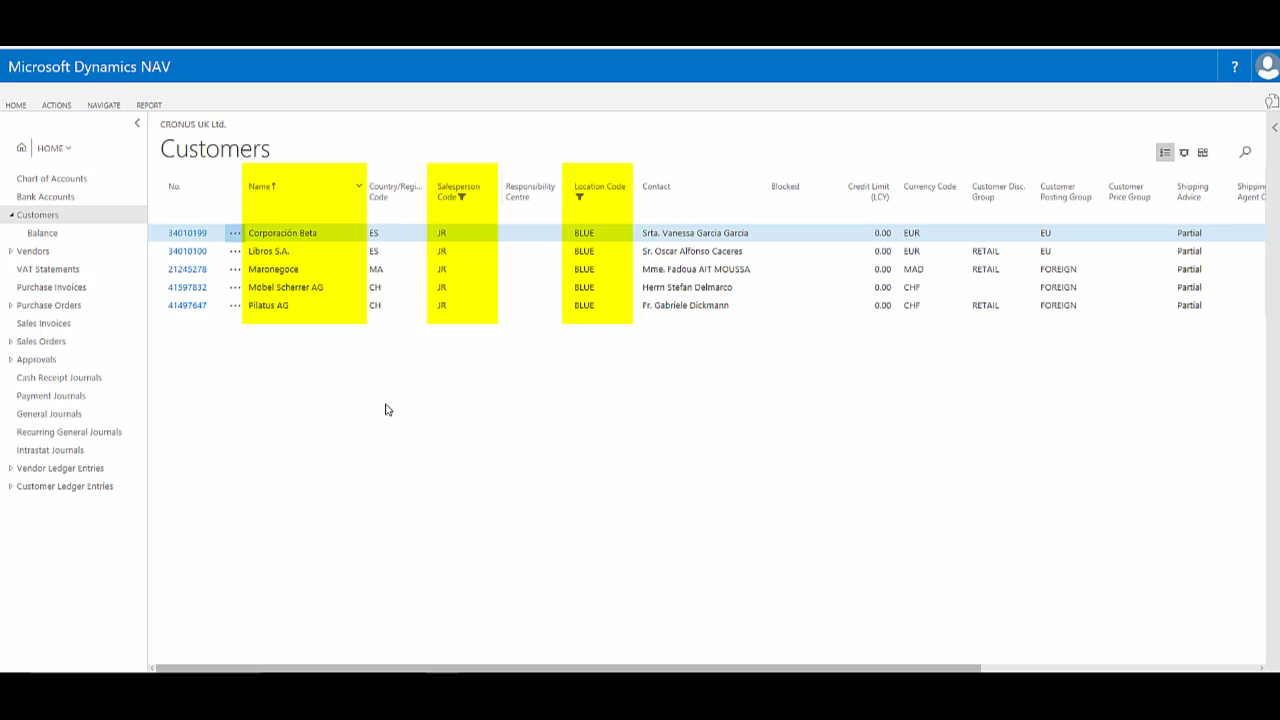 Microsoft Dynamics NAV ?
HOME ACTIONS NAVIGATE REPORT
CRONUS UK Ltd.
HOME
Customers
Chart of Accounts
Bank Accounts
Customers
Balance
Vendors
VAT Statements
Purchase Invoices
Purchase Orders
Sales Invoices
Sales Orders
Approvals
Cash Receipt Journals
Payment Journals
General Journals
Recurring General Journals
Intrastat Journals
Vendor Ledger Entries
Customer Ledger Entries
No. Name Country/Regi... Code Salesperson Code Responsibility Centre Location Code Contact Blocked Credit Limit (LCY) Currency Code Customer Disc. Group Customer Posting Group Customer Price Group Shipping Advice Shipping Agent C
34010199 ... Corporación Beta ES JR BLUE Srta. Vanessa Garcia Garcia 0.00 EUR EU Partial
34010100 ... Libros S.A. ES JR BLUE Sr. Oscar Alfonso Caceres 0.00 EUR RETAIL EU Partial
21245278 ... Maronegoce MA JR BLUE Mme. Fadoua AIT MOUSSA 0.00 MAD RETAIL FOREIGN Partial
41597832 ... Möbel Scherrer AG CH JR BLUE Herrn Stefan Delmarco 0.00 CHF FOREIGN Partial
41497647 ... Pilatus AG CH JR BLUE Fr. Gabriele Dickmann 0.00 CHF RETAIL FOREIGN Partial